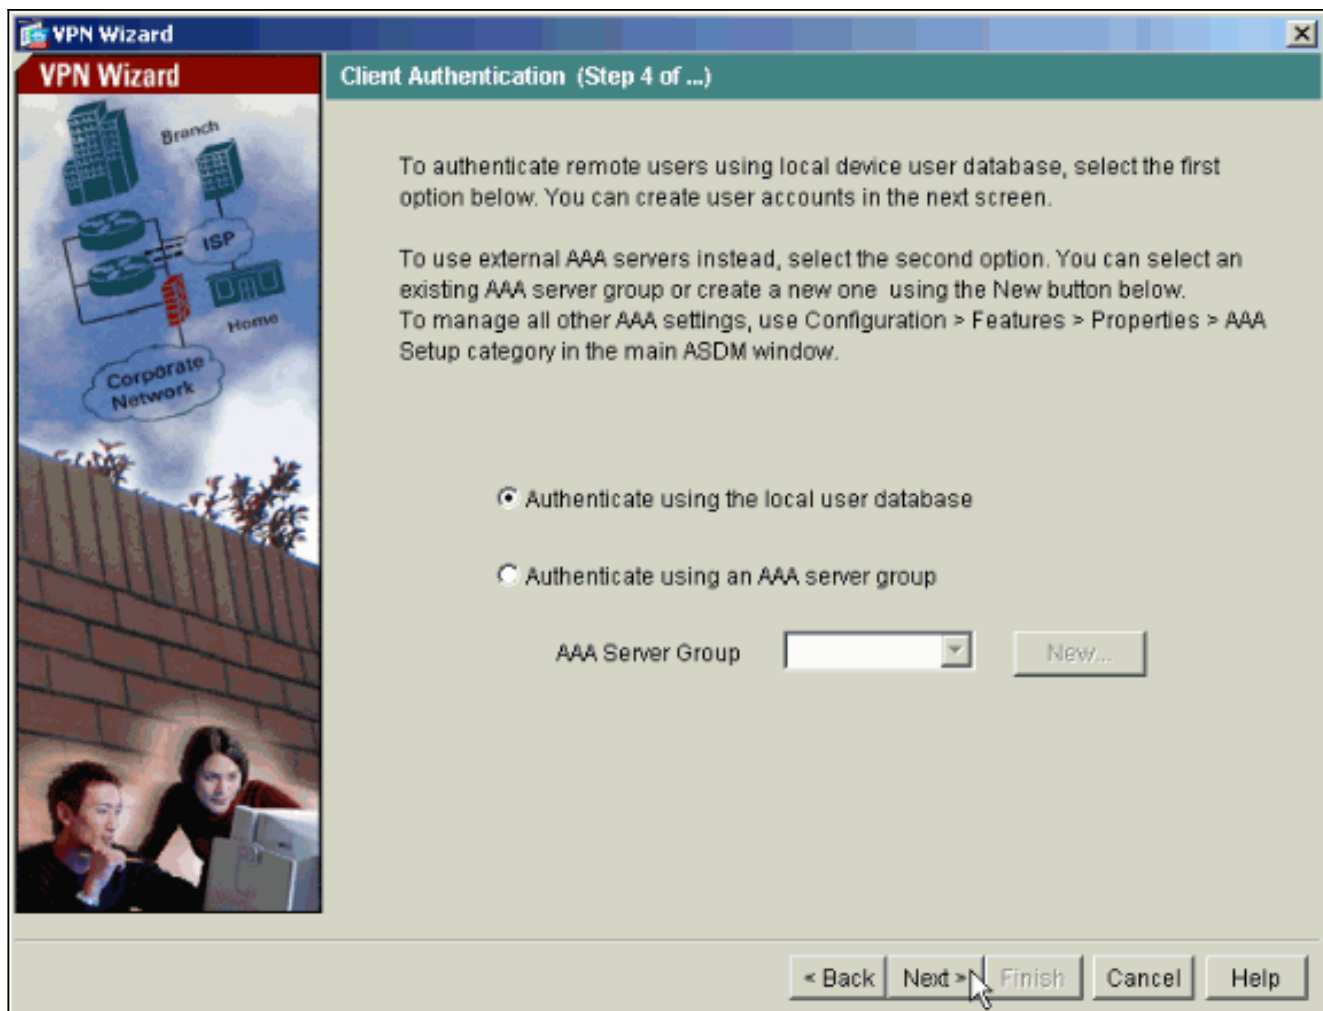 VPN Wizard
VPN Wizard
Branch
ISP
Home
Corporate
Network
Client Authentication (Step 4 of ...)
To authenticate remote users using local device user database, select the first
option below. You can create user accounts in the next screen.
To use external AAA servers instead, select the second option. You can select an
existing AAA server group or create a new one using the New button below.
To manage all other AAA settings, use Configuration > Features > Properties > AAA
Setup category in the main ASDM window.
Authenticate using the local user database
Authenticate using an AAA server group
AAA Server Group
New...
< Back Next > Finish Cancel Help